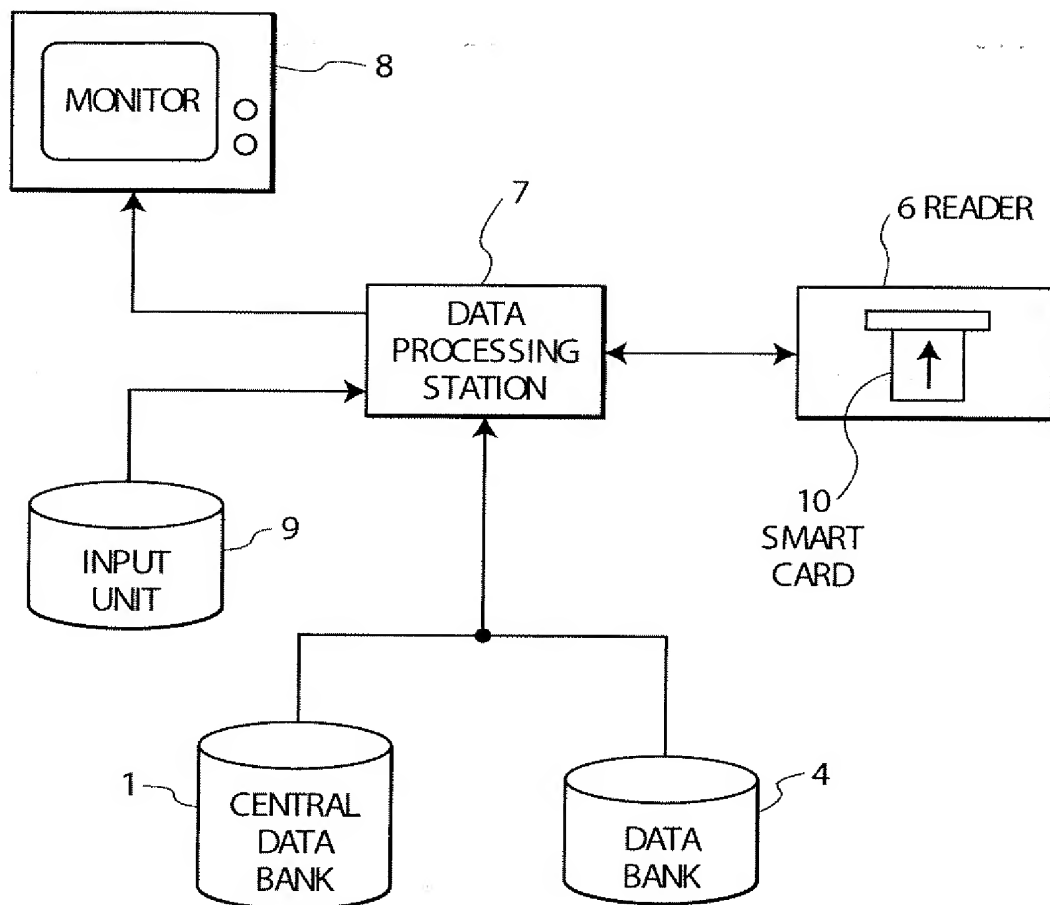 8
MONITOR
7
6 READER
DATA
PROCESSING
STATION
10
SMART
CARD
9
INPUT
UNIT
1
CENTRAL
DATA
BANK
4
DATA
BANK